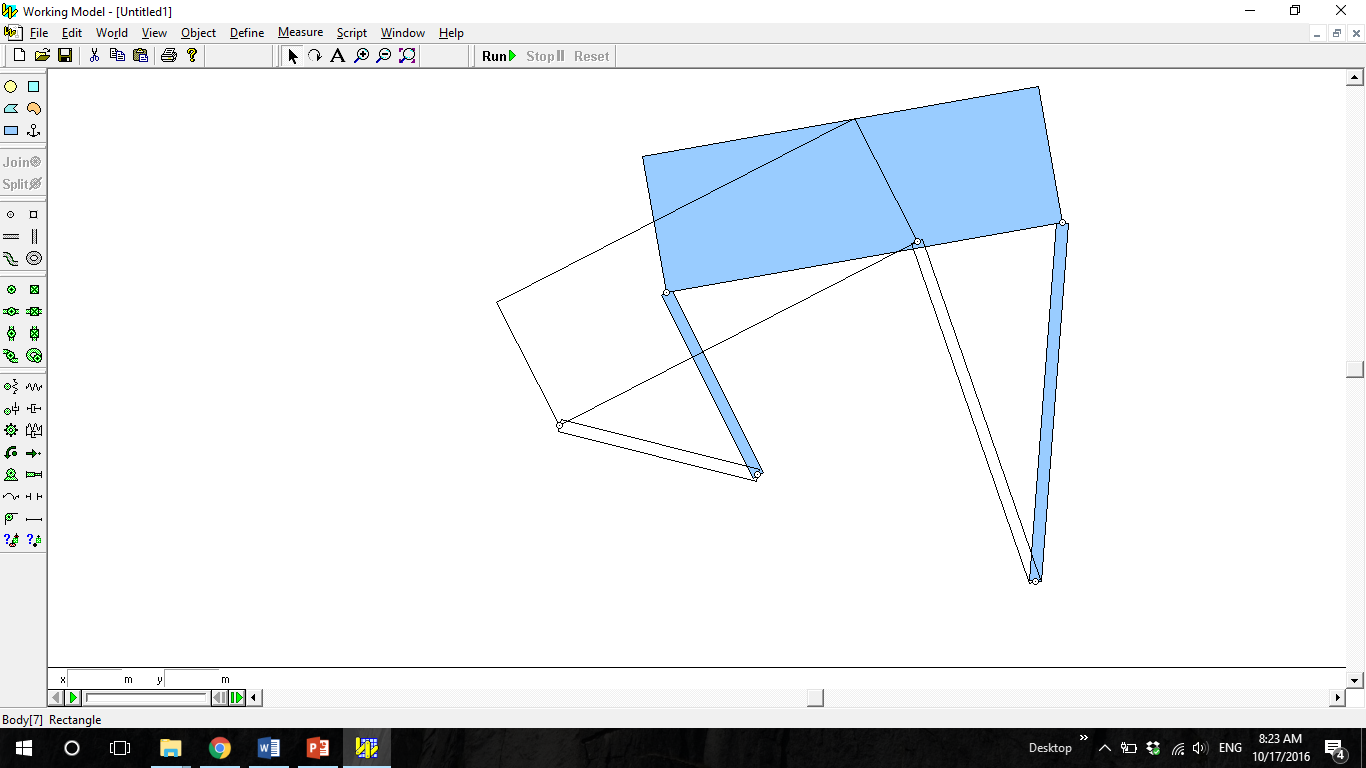 Working Model - [Untitled1]
File Edit World View Object Define Measure Script Window Help
Run Stop Reset
Join
Split
x m y m
Body[7] Rectangle
Desktop » ENG 8:23 AM
10/17/2016 4